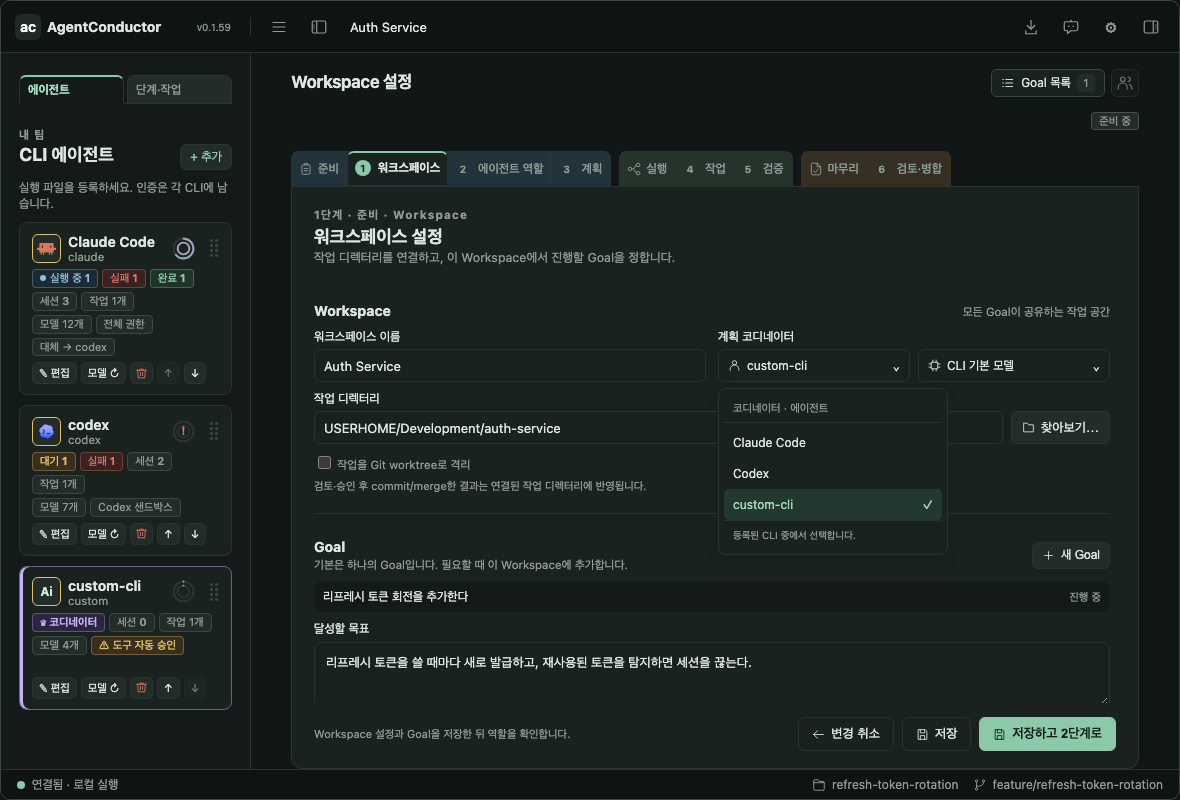 ac AgentConductor v0.1.59 Auth Service
에이전트 단계·작업
내 팀
CLI 에이전트 + 추가
실행 파일을 등록하세요. 인증은 각 CLI에 남
습니다.
Claude Code
claude
실행 중 1 실패 1 완료 1
세션 3 작업 1개
모델 12개 전체 권한
대체 → codex
편집 모델
codex
codex
대기 1 실패 1 세션 2
작업 1개
모델 7개 Codex 샌드박스
편집 모델
Ai custom-cli
custom
코디네이터 세션 0 작업 1개
모델 4개 도구 자동 승인
편집 모델
Workspace 설정 Goal 목록 1
준비 중
준비 1 워크스페이스 2 에이전트 역할 3 계획 실행 4 작업 5 검증 마무리 6 검토·병합
1단계 · 준비 · Workspace
워크스페이스 설정
작업 디렉터리를 연결하고, 이 Workspace에서 진행할 Goal을 정합니다.
Workspace 모든 Goal이 공유하는 작업 공간
워크스페이스 이름 계획 코디네이터
Auth Service custom-cli CLI 기본 모델
작업 디렉터리
USERHOME/Development/auth-service 찾아보기...
코디네이터 · 에이전트
Claude Code
Codex
custom-cli
등록된 CLI 중에서 선택합니다.
작업을 Git worktree로 격리
검토·승인 후 commit/merge한 결과는 연결된 작업 디렉터리에 반영됩니다.
Goal
기본은 하나의 Goal입니다. 필요할 때 이 Workspace에 추가합니다. + 새 Goal
리프레시 토큰 회전을 추가한다 진행 중
달성할 목표
리프레시 토큰을 쓸 때마다 새로 발급하고, 재사용된 토큰을 탐지하면 세션을 끊는다.
Workspace 설정과 Goal을 저장한 뒤 역할을 확인합니다. ← 변경 취소 저장 저장하고 2단계로
연결됨 · 로컬 실행 refresh-token-rotation feature/refresh-token-rotation